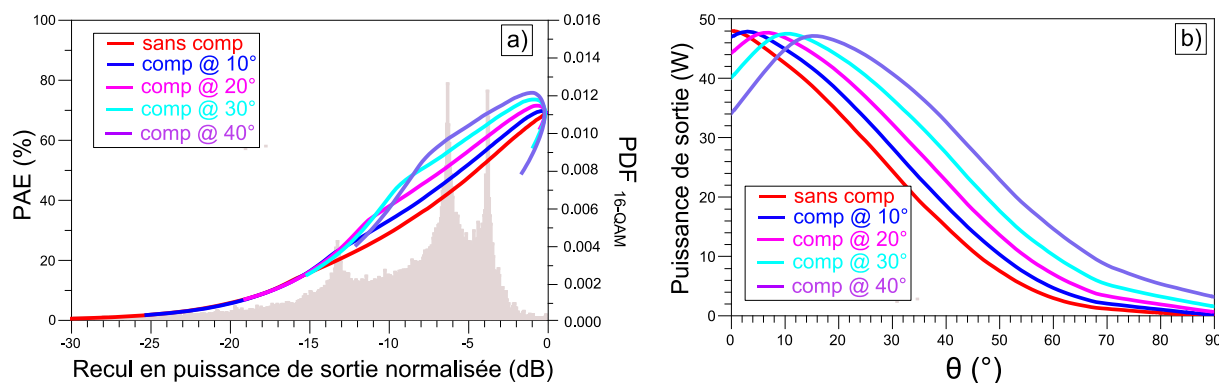 a)
sans comp
comp @ 10°
comp @ 20°
comp @ 30°
comp @ 40°
PAE (%)
100
80
60
40
20
0
0.016
0.014
0.012
0.010
0.008
0.006
0.004
0.002
0.000
PDF 16-QAM
-30 -25 -20 -15 -10 -5 0
Recul en puissance de sortie normalisée (dB)
b)
Puissance de sortie (W)
50
40
30
20
10
0
sans comp
comp @ 10°
comp @ 20°
comp @ 30°
comp @ 40°
0 10 20 30 40 50 60 70 80 90
θ (°)